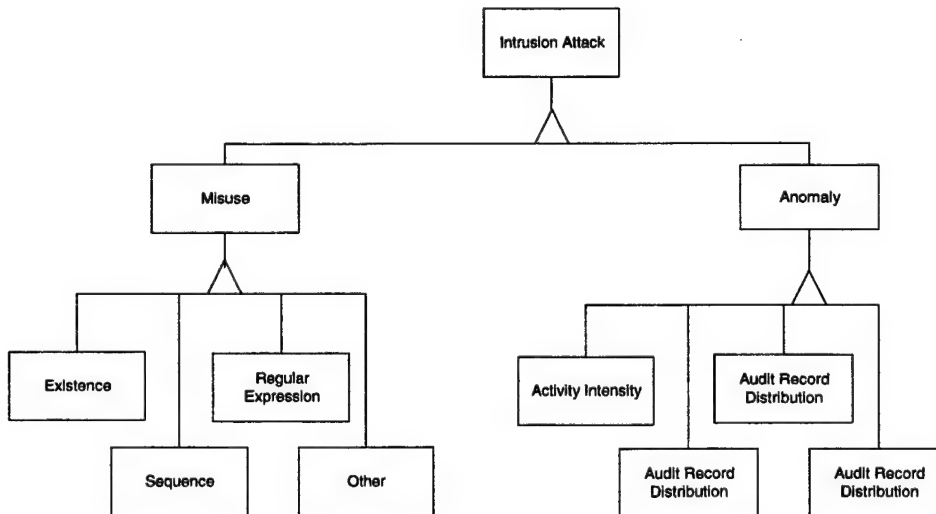 Intrusion Attack
Misuse
Anomaly
Existence
Regular
Expression
Activity Intensity
Audit Record
Distribution
Sequence
Other
Audit Record
Distribution
Audit Record
Distribution